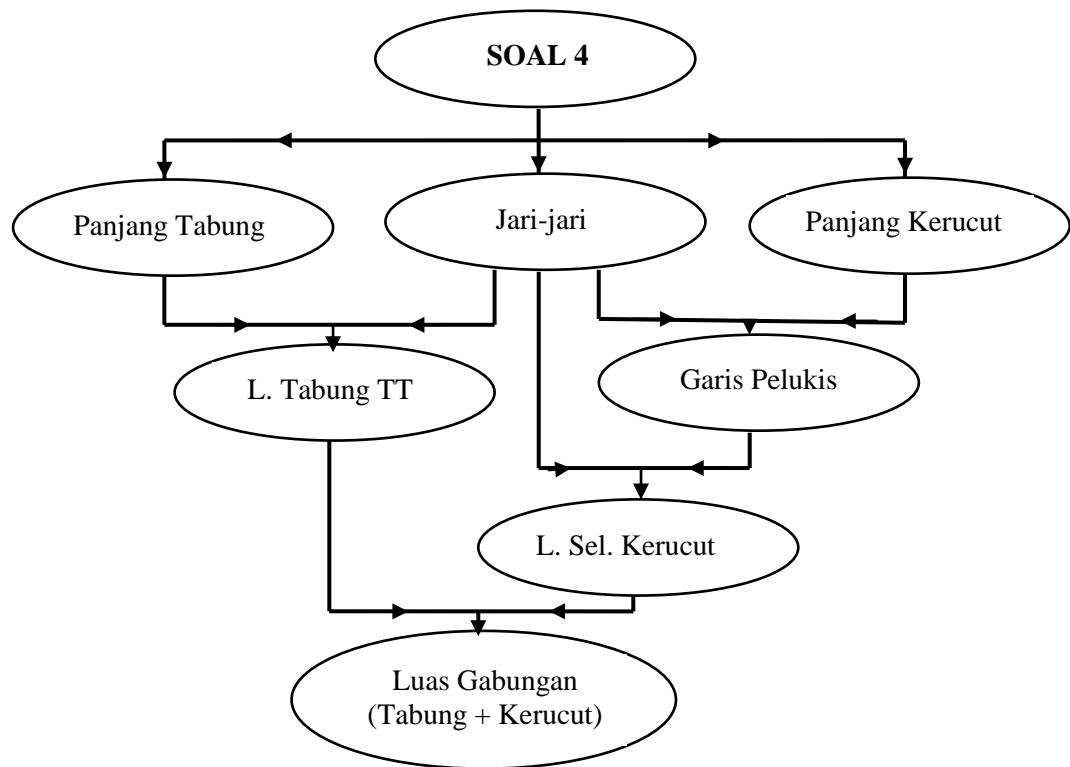 SOAL 4
Panjang Tabung
Jari-jari
Panjang Kerucut
L. Tabung TT
Garis Pelukis
L. Sel. Kerucut
Luas Gabungan
(Tabung + Kerucut)